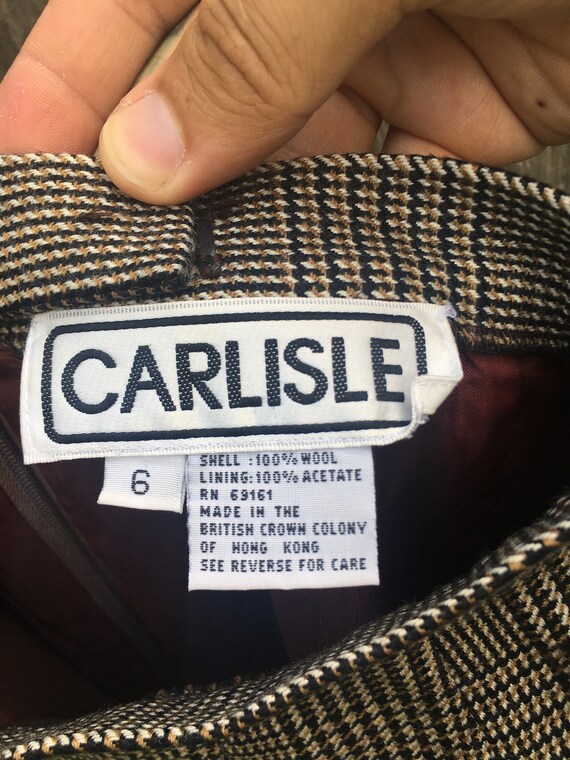 CARLISLE
6
SHELL :100% WOOL
LINING:100% ACETATE
RN 69161
MADE IN THE
BRITISH CROWN COLONY
OF HONG KONG
SEE REVERSE FOR CARE